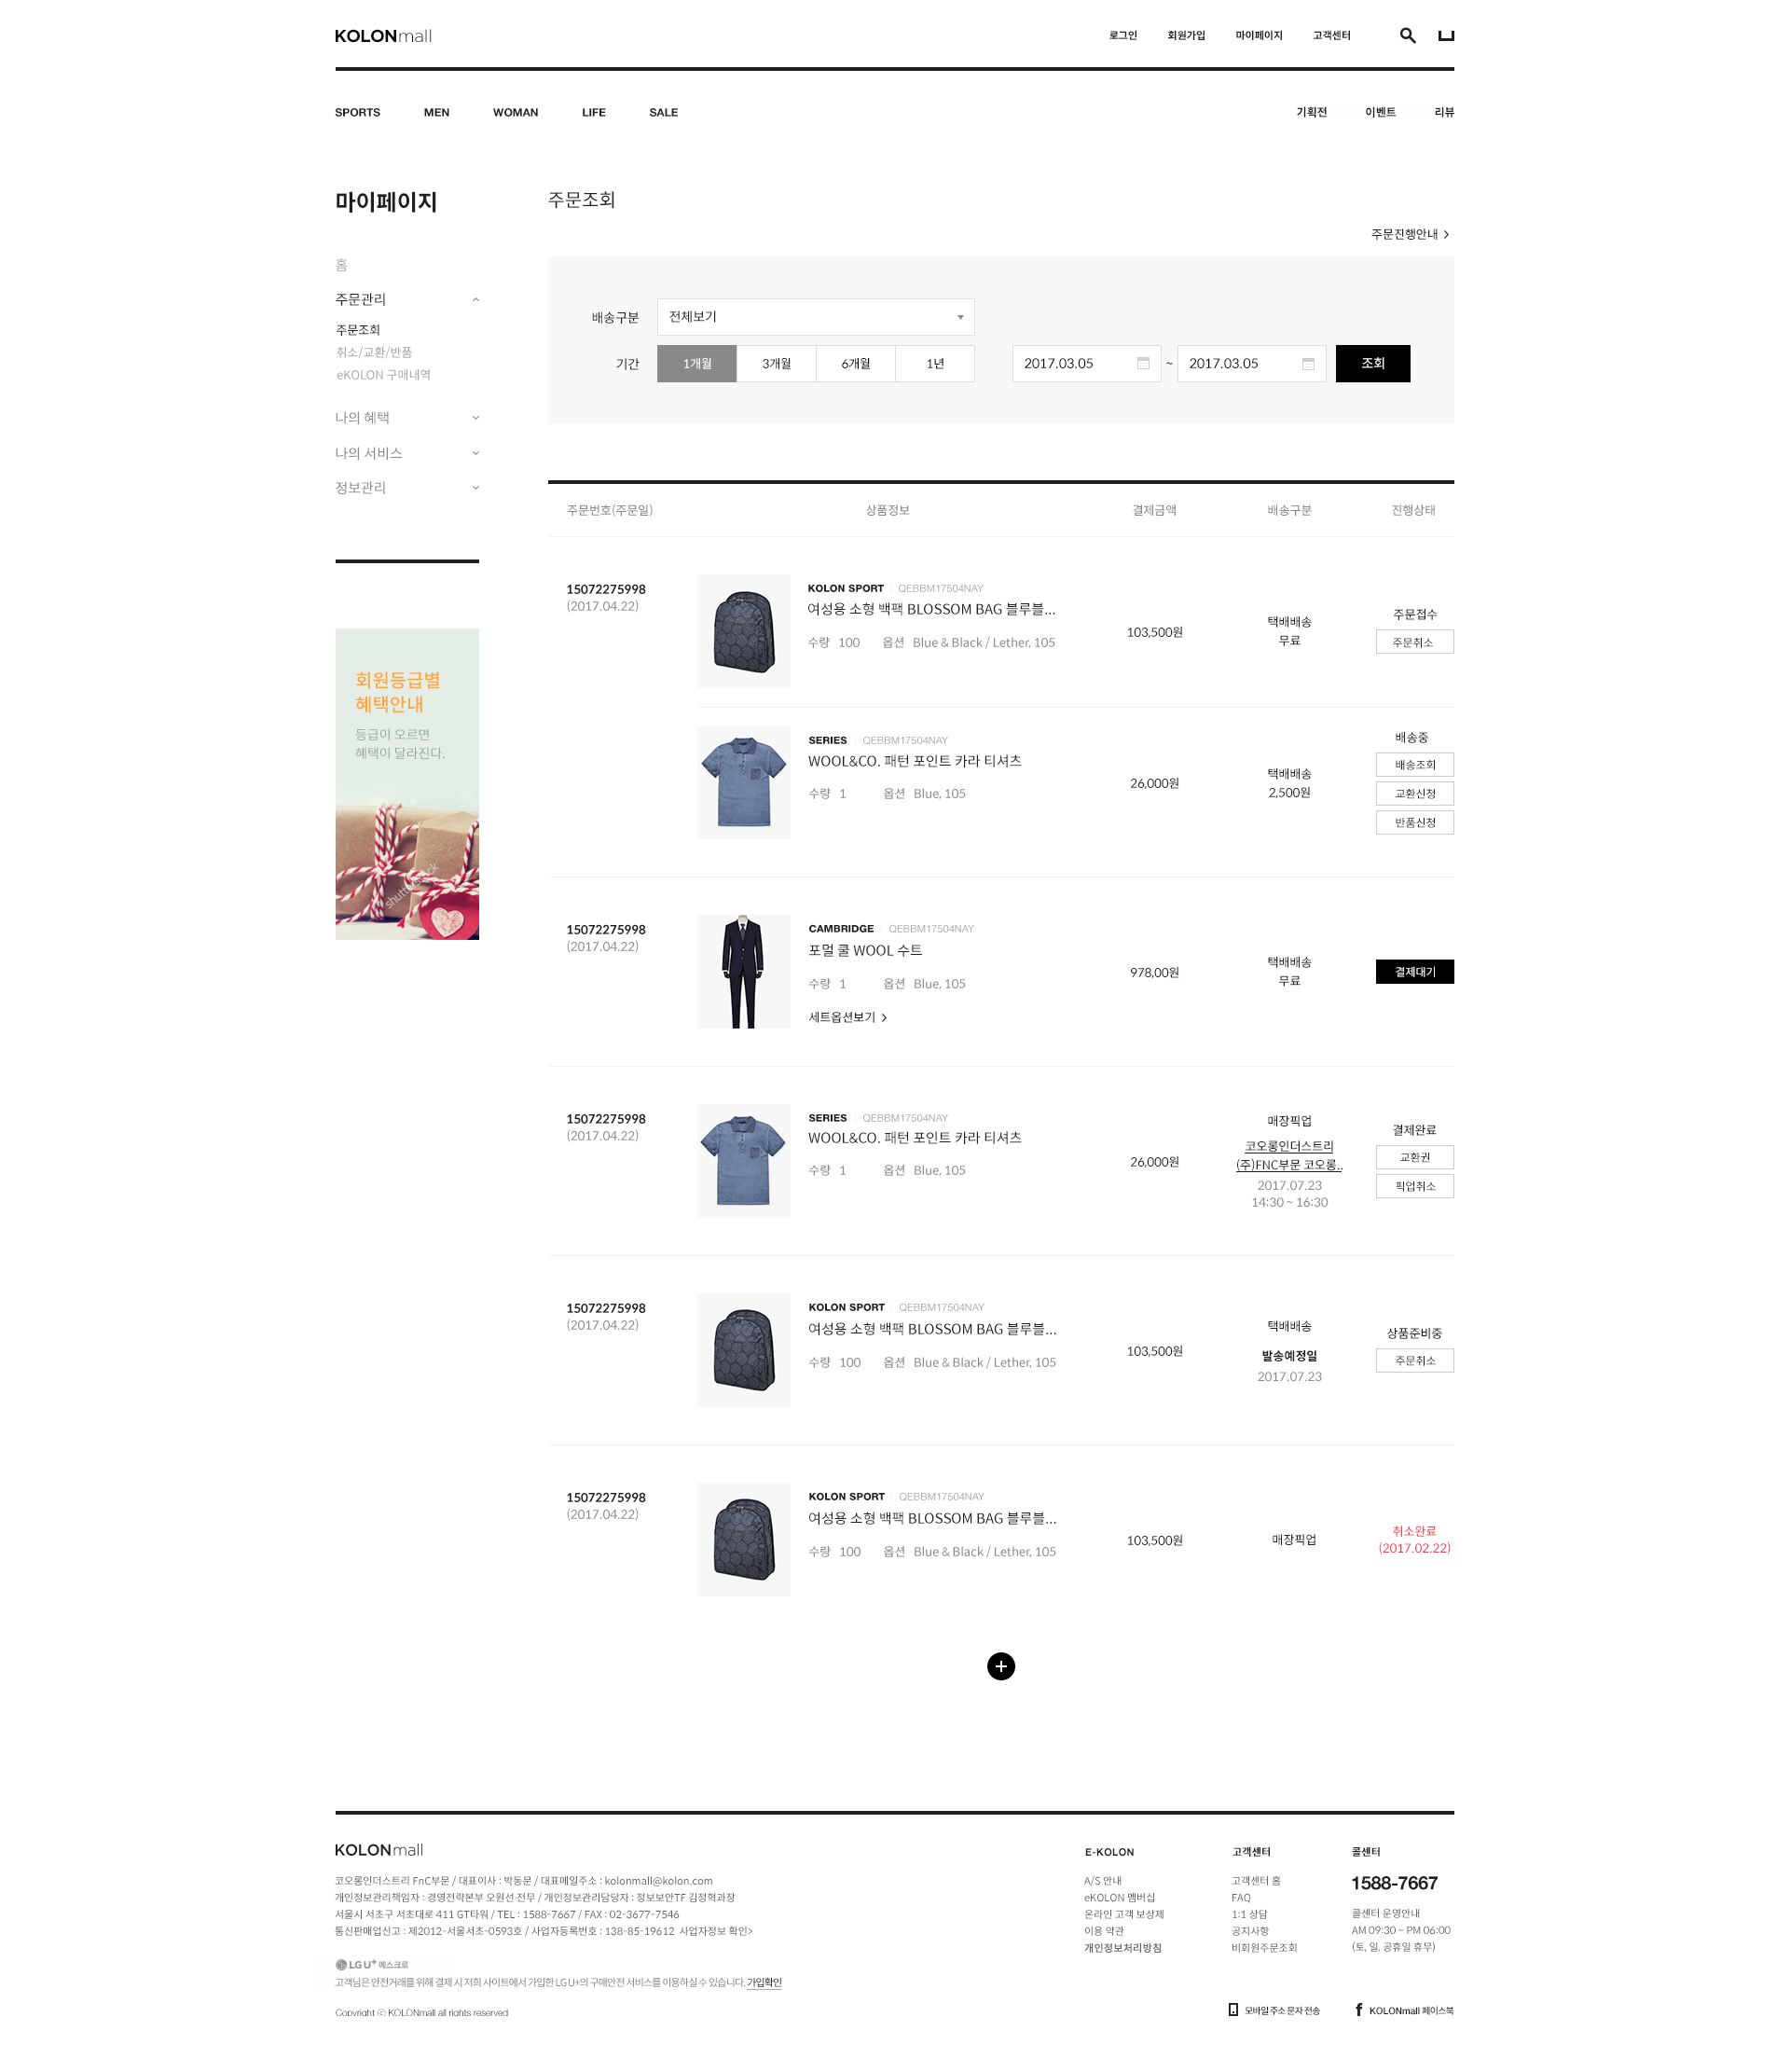 KOLONmall
로그인 회원가입 마이페이지 고객센터
SPORTS MEN WOMAN LIFE SALE 기획전 이벤트 리뷰
마이페이지
홈
주문관리
주문조회
취소/교환/반품
eKOLON 구매내역
나의 혜택
나의 서비스
정보관리
회원등급별
혜택안내
등급이 오르면
혜택이 달라진다.
shutterstock
주문조회
주문진행안내 >
배송구분 전체보기
기간 1개월 3개월 6개월 1년 2017.03.05 ~ 2017.03.05 조회
주문번호(주문일) 상품정보 결제금액 배송구분 진행상태
15072275998
(2017.04.22)
KOLON SPORT QEBBM17504NAY
여성용 소형 백팩 BLOSSOM BAG 블루블...
수량 100 옵션 Blue & Black / Lether, 105
103,500원
택배배송
무료
주문접수
주문취소
SERIES QEBBM17504NAY
WOOL&CO. 패턴 포인트 카라 티셔츠
수량 1 옵션 Blue, 105
26,000원
택배배송
2,500원
배송중
배송조회
교환신청
반품신청
15072275998
(2017.04.22)
CAMBRIDGE QEBBM17504NAY
포멀 쿨 WOOL 수트
수량 1 옵션 Blue, 105
세트옵션보기 >
978,00원
택배배송
무료
결제대기
15072275998
(2017.04.22)
SERIES QEBBM17504NAY
WOOL&CO. 패턴 포인트 카라 티셔츠
수량 1 옵션 Blue, 105
26,000원
매장픽업
코오롱인더스트리
(주)FNC부문 코오롱..
2017.07.23
14:30 ~ 16:30
결제완료
교환권
픽업취소
15072275998
(2017.04.22)
KOLON SPORT QEBBM17504NAY
여성용 소형 백팩 BLOSSOM BAG 블루블...
수량 100 옵션 Blue & Black / Lether, 105
103,500원
택배배송
발송예정일
2017.07.23
상품준비중
주문취소
15072275998
(2017.04.22)
KOLON SPORT QEBBM17504NAY
여성용 소형 백팩 BLOSSOM BAG 블루블...
수량 100 옵션 Blue & Black / Lether, 105
103,500원
매장픽업
취소완료
(2017.02.22)
KOLONmall
코오롱인더스트리 FnC부문 / 대표이사 : 박동문 / 대표메일주소 : kolonmall@kolon.com
개인정보관리책임자 : 경영전략본부 오원선 전무 / 개인정보관리담당자 : 정보보안TF 김정혁과장
서울시 서초구 서초대로 411 GT타워 / TEL : 1588-7667 / FAX : 02-3677-7546
통신판매업신고 : 제2012-서울서초-0593호 / 사업자등록번호 : 138-85-19612 사업자정보 확인>
LG U+ 에스크로
고객님은 안전거래를 위해 결제 시 저희 사이트에서 가입한 LG U+의 구매안전 서비스를 이용하실 수 있습니다. 가입확인
Copyright ⓒ KOLONmall all rights reserved
E-KOLON
A/S 안내
eKOLON 멤버십
온라인 고객 보상제
이용 약관
개인정보처리방침
고객센터
고객센터 홈
FAQ
1:1 상담
공지사항
비회원주문조회
콜센터
1588-7667
콜센터 운영안내
AM 09:30 ~ PM 06:00
(토, 일, 공휴일 휴무)
모바일 주소 문자 전송
KOLONmall 페이스북